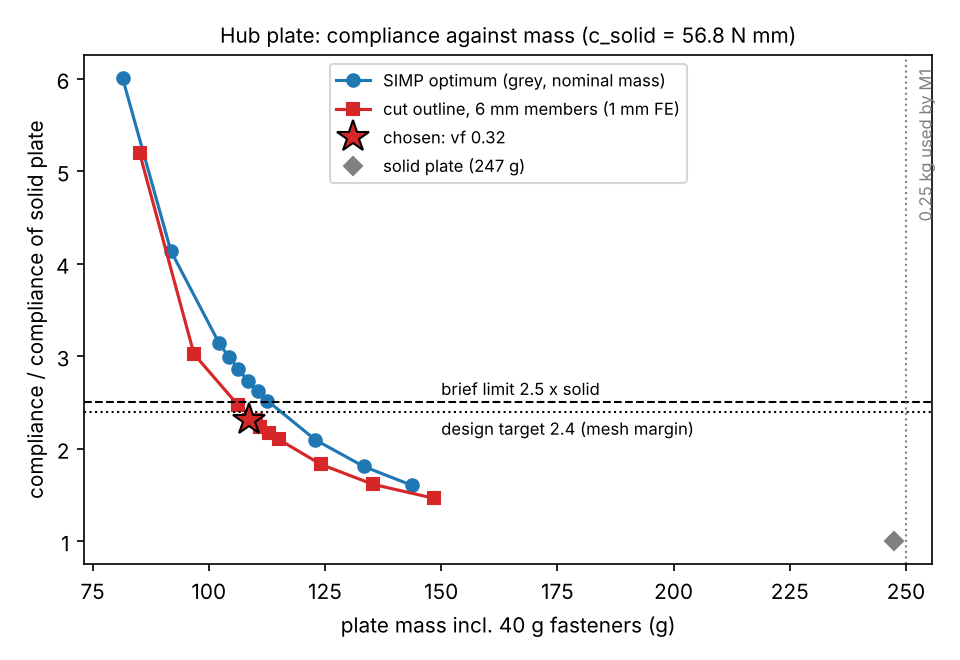 Hub plate: compliance against mass (c_solid = 56.8 N mm)
compliance / compliance of solid plate
6
5
4
3
2
1
SIMP optimum (grey, nominal mass)
cut outline, 6 mm members (1 mm FE)
chosen: vf 0.32
solid plate (247 g)
0.25 kg used by M1
brief limit 2.5 x solid
design target 2.4 (mesh margin)
75
100
125
150
175
200
225
250
plate mass incl. 40 g fasteners (g)